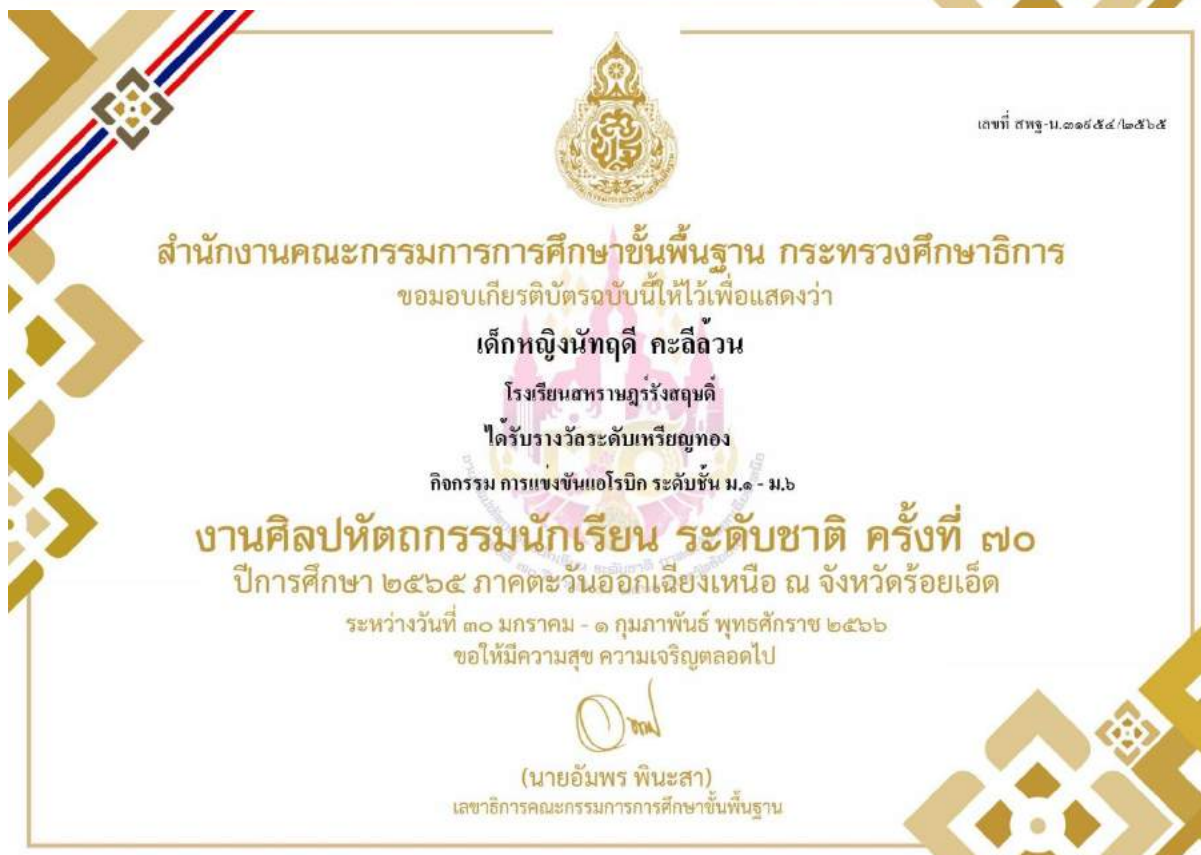 เลขที่ สพฐ-น.๓๑๙๕๔/๒๕๖๕
สำนักงานคณะกรรมการการศึกษาขั้นพื้นฐาน กระทรวงศึกษาธิการ
ขอมอบเกียรติบัตรฉบับนี้ให้ไว้เพื่อแสดงว่า
เด็กหญิงนัทฤดี คะลีล้วน
โรงเรียนสหราษฎร์รังสฤษดิ์
ได้รับรางวัลระดับเหรียญทอง
กิจกรรม การแข่งขันแอโรบิก ระดับชั้น ม.๑ - ม.๖
งานศิลปหัตถกรรมนักเรียน ระดับชาติ ครั้งที่ ๗๐
ปีการศึกษา ๒๕๖๕ ภาคตะวันออกเฉียงเหนือ ณ จังหวัดร้อยเอ็ด
ระหว่างวันที่ ๓๐ มกราคม - ๑ กุมภาพันธ์ พุทธศักราช ๒๕๖๖
ขอให้มีความสุข ความเจริญตลอดไป
(นายอัมพร พินะสา)
เลขาธิการคณะกรรมการการศึกษาขั้นพื้นฐาน